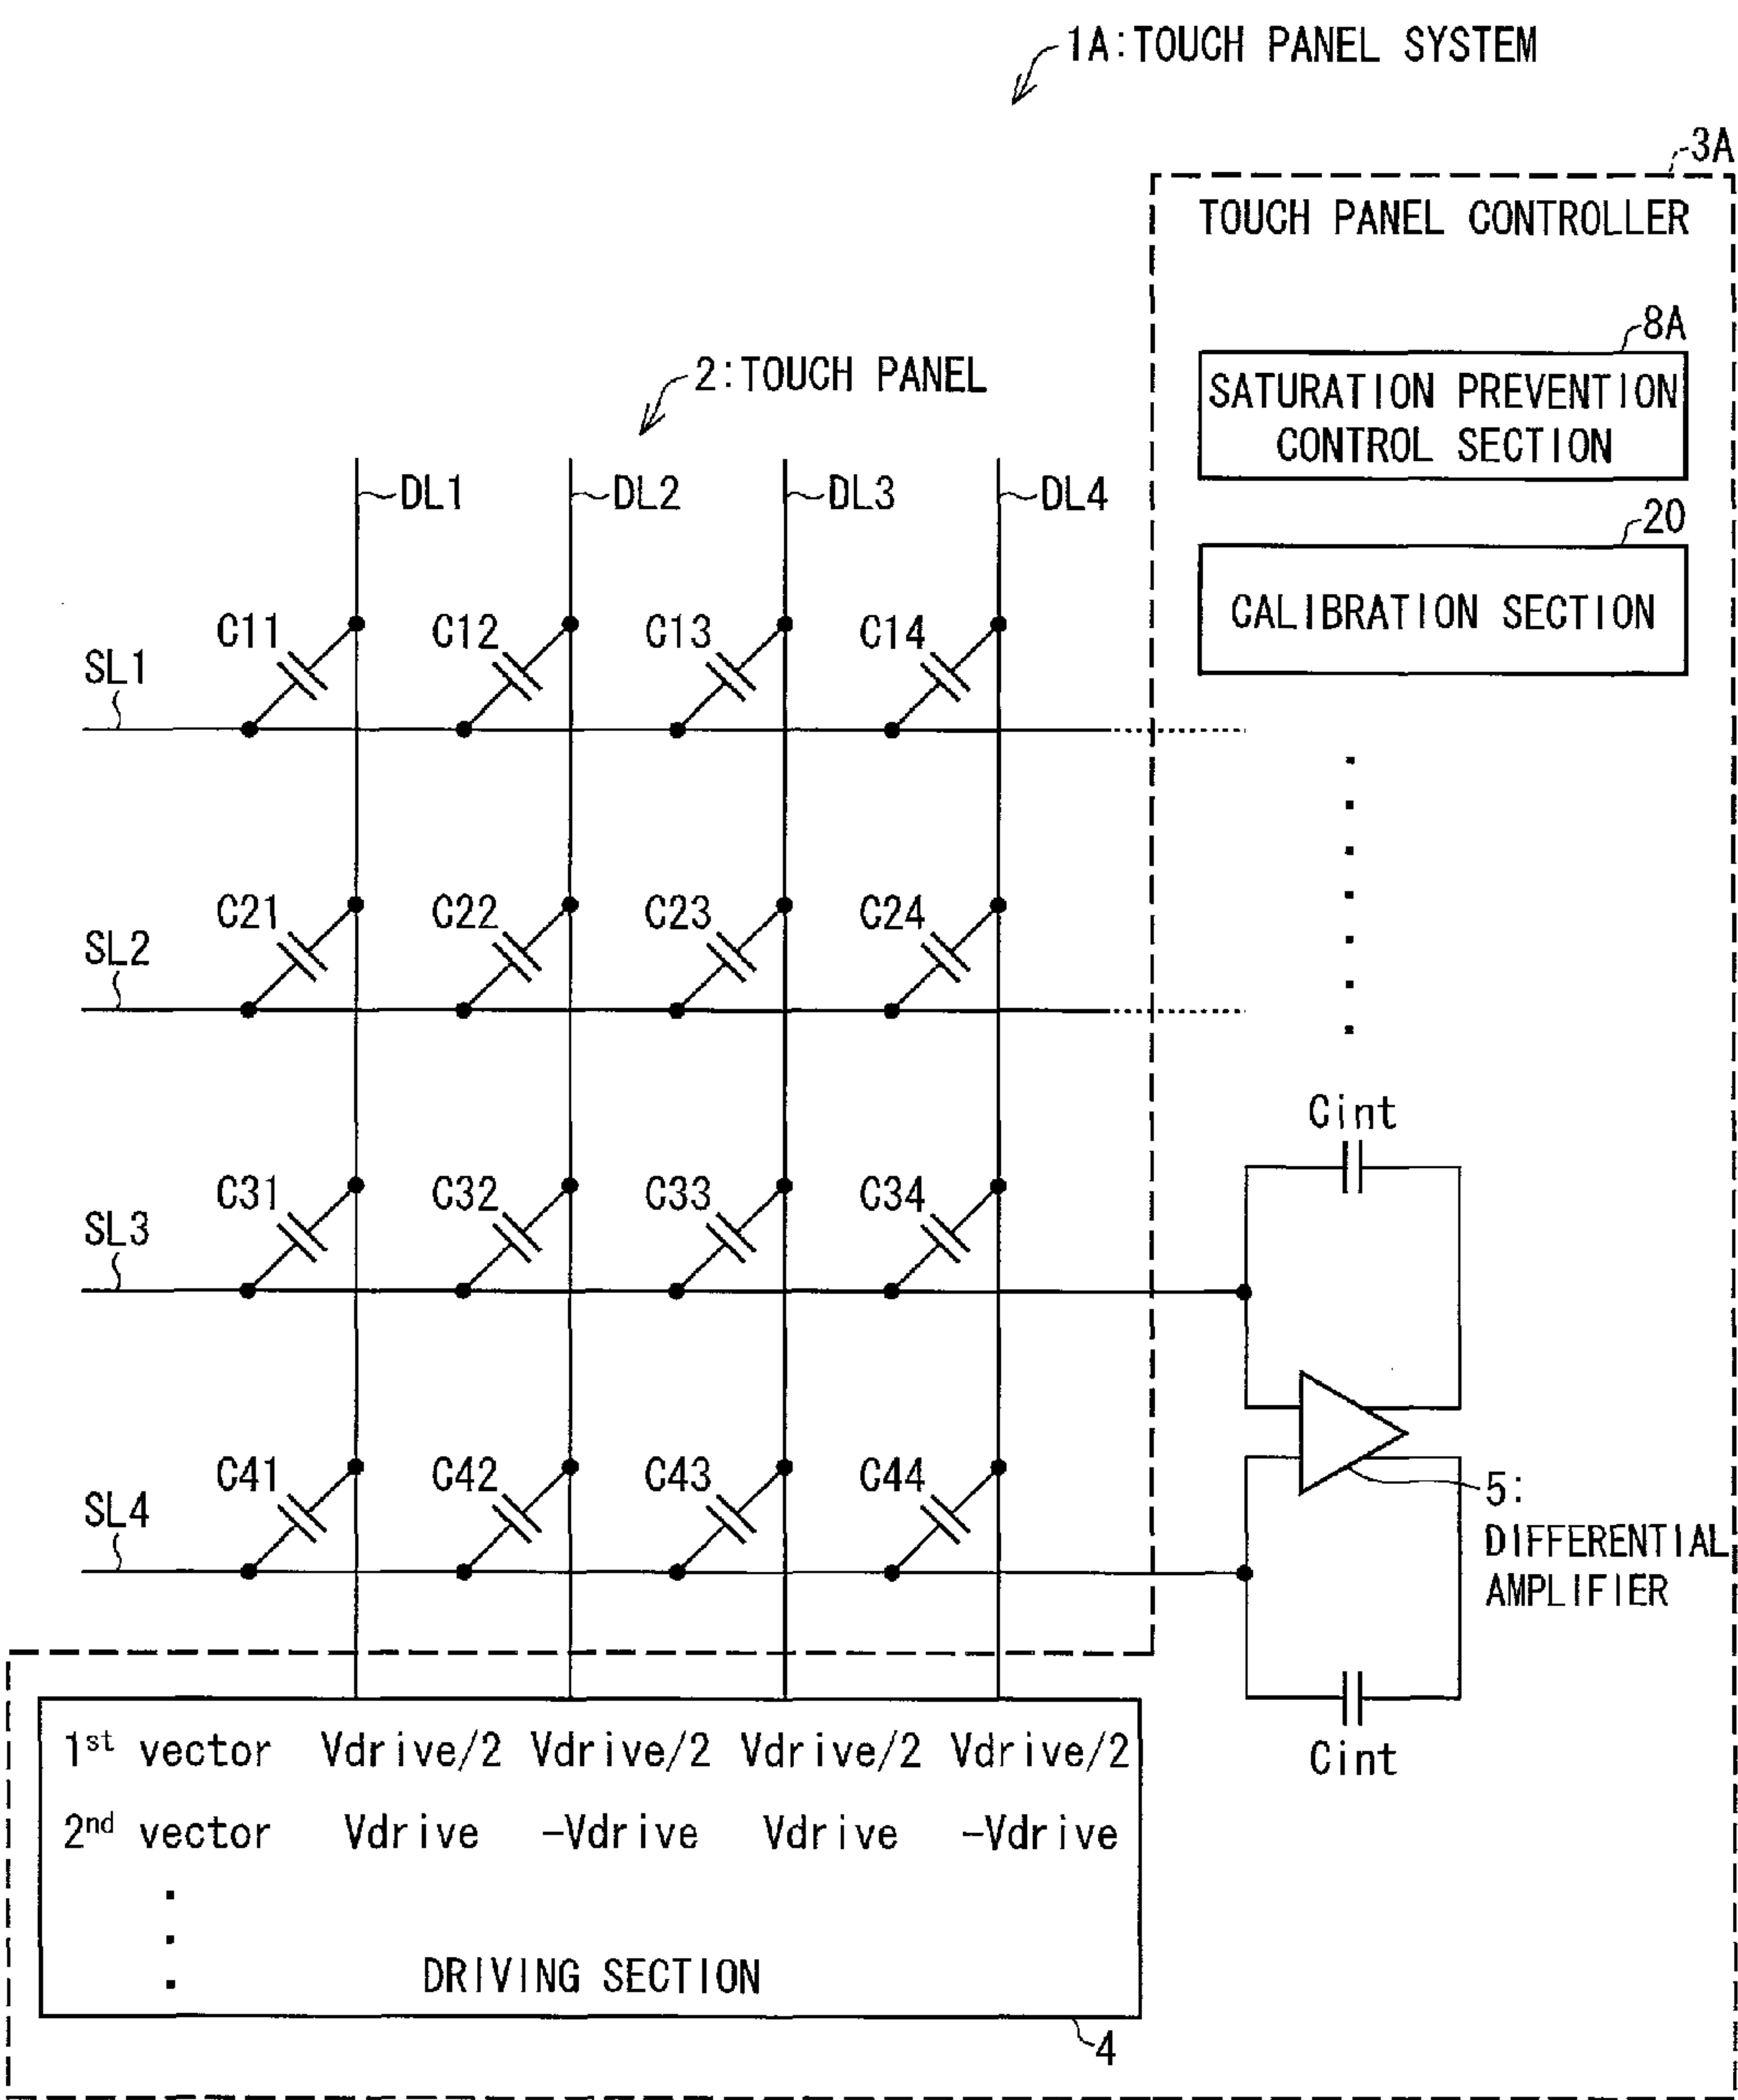 1A:TOUCH PANEL SYSTEM
3A
TOUCH PANEL CONTROLLER
8A
SATURATION PREVENTION
CONTROL SECTION
2:TOUCH PANEL
DL1 DL2 DL3 DL4
20
CALIBRATION SECTION
C11 C12 C13 C14
SL1
C21 C22 C23 C24
SL2
Cint
C31 C32 C33 C34
SL3
C41 C42 C43 C44
SL4
5:
DIFFERENTIAL
AMPLIFIER
1st vector Vdrive/2 Vdrive/2 Vdrive/2 Vdrive/2
Cint
2nd vector Vdrive -Vdrive Vdrive -Vdrive
DRIVING SECTION
4